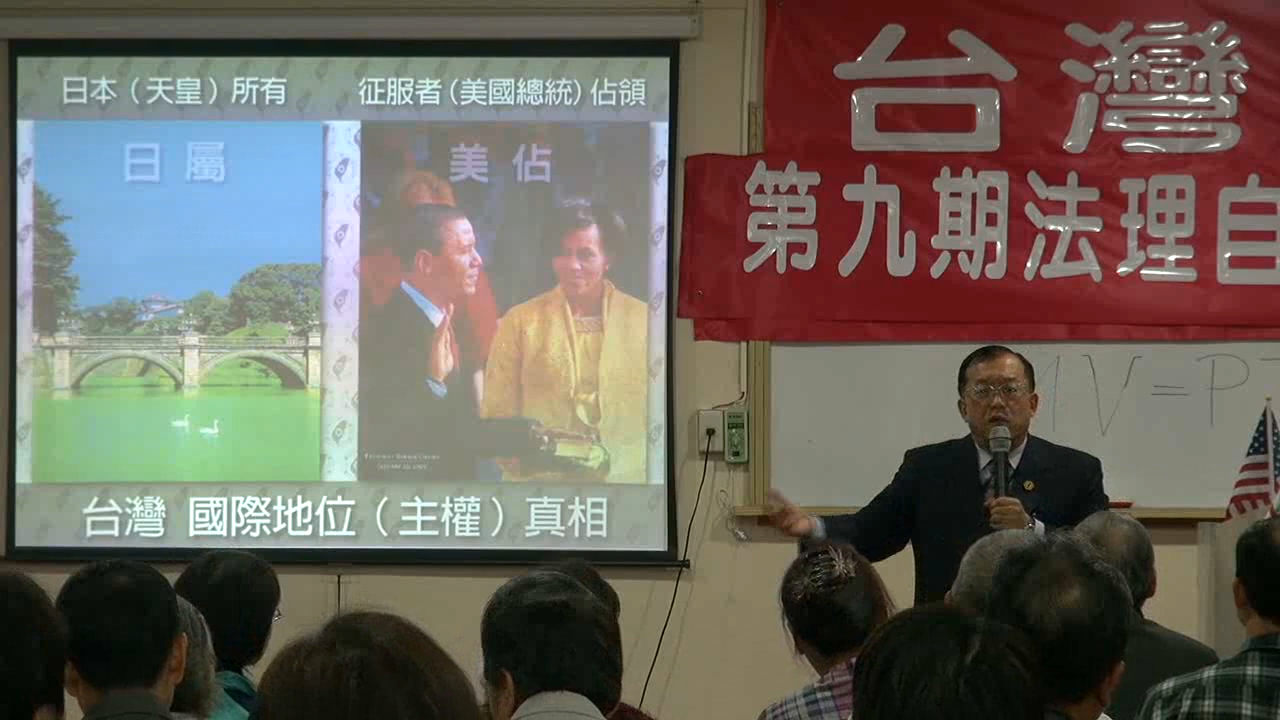 日本（天皇）所有
征服者（美國總統）佔領
日屬
美佔
台灣 國際地位（主權）真相
台灣
第九期法理自
MV=P